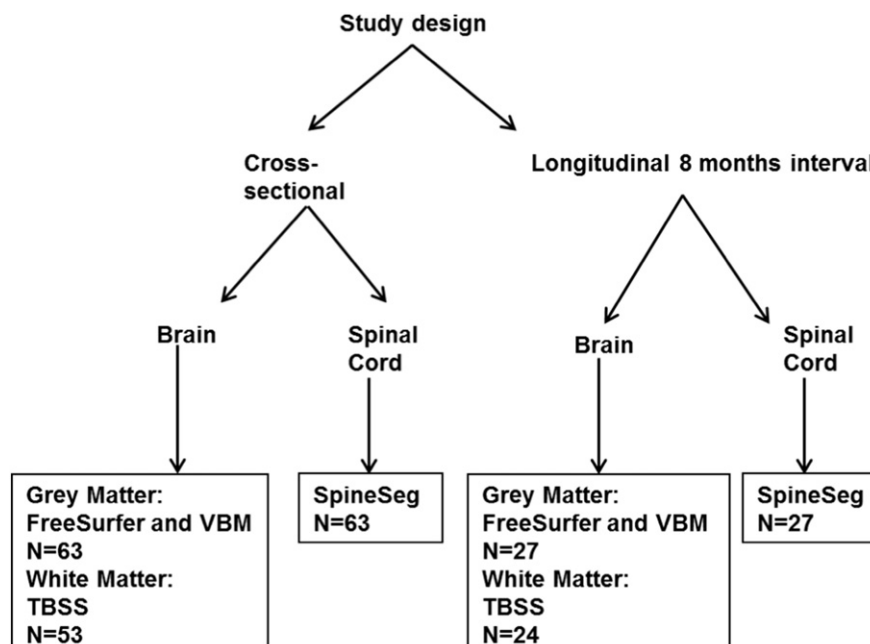 Study design
Cross-
sectional
Longitudinal 8 months interval
Brain
Spinal
Cord
Brain
Spinal
Cord
Grey Matter:
FreeSurfer and VBM
N=63
White Matter:
TBSS
N=53
SpineSeg
N=63
Grey Matter:
FreeSurfer and VBM
N=27
White Matter:
TBSS
N=24
SpineSeg
N=27